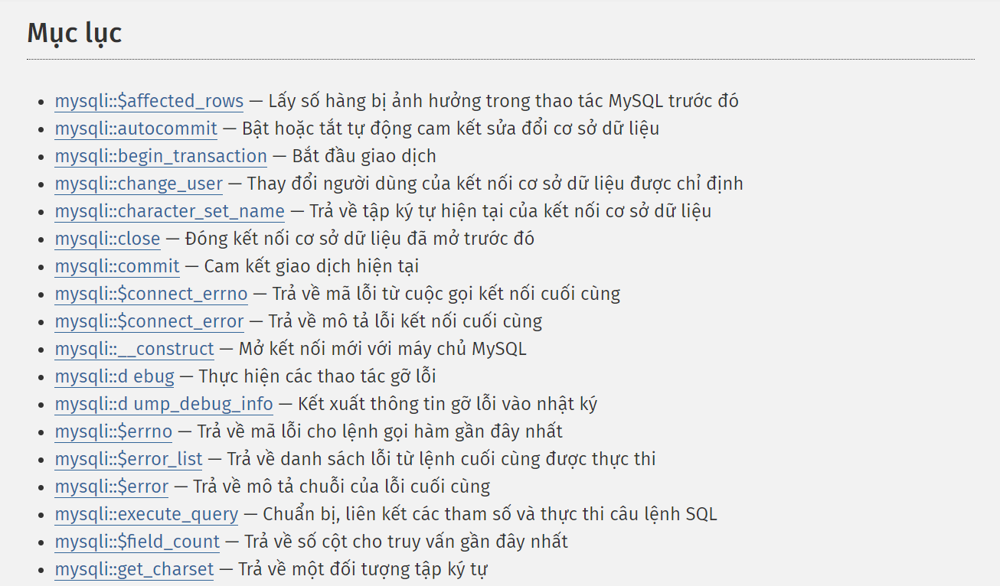 Mục lục
mysqli::$affected_rows — Lấy số hàng bị ảnh hưởng trong thao tác MySQL trước đó
mysqli::autocommit — Bật hoặc tắt tự động cam kết sửa đổi cơ sở dữ liệu
mysqli::begin_transaction — Bắt đầu giao dịch
mysqli::change_user — Thay đổi người dùng của kết nối cơ sở dữ liệu được chỉ định
mysqli::character_set_name — Trả về tập ký tự hiện tại của kết nối cơ sở dữ liệu
mysqli::close — Đóng kết nối cơ sở dữ liệu đã mở trước đó
mysqli::commit — Cam kết giao dịch hiện tại
mysqli::$connect_errno — Trả về mã lỗi từ cuộc gọi kết nối cuối cùng
mysqli::$connect_error — Trả về mô tả lỗi kết nối cuối cùng
mysqli::__construct — Mở kết nối mới với máy chủ MySQL
mysqli::d ebug — Thực hiện các thao tác gỡ lỗi
mysqli::d ump_debug_info — Kết xuất thông tin gỡ lỗi vào nhật ký
mysqli::$errno — Trả về mã lỗi cho lệnh gọi hàm gần đây nhất
mysqli::$error_list — Trả về danh sách lỗi từ lệnh cuối cùng được thực thi
mysqli::$error — Trả về mô tả chuỗi của lỗi cuối cùng
mysqli::execute_query — Chuẩn bị, liên kết các tham số và thực thi câu lệnh SQL
mysqli::$field_count — Trả về số cột cho truy vấn gần đây nhất
mysqli::get_charset — Trả về một đối tượng tập ký tự